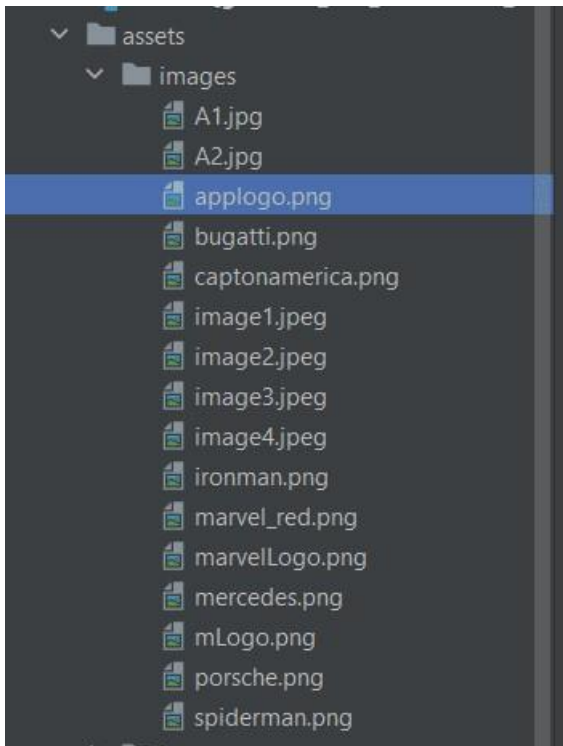 assets
images
A1.jpg
A2.jpg
applogo.png
bugatti.png
captonamerica.png
image1.jpeg
image2.jpeg
image3.jpeg
image4.jpeg
ironman.png
marvel_red.png
marvelLogo.png
mercedes.png
mLogo.png
porsche.png
spiderman.png